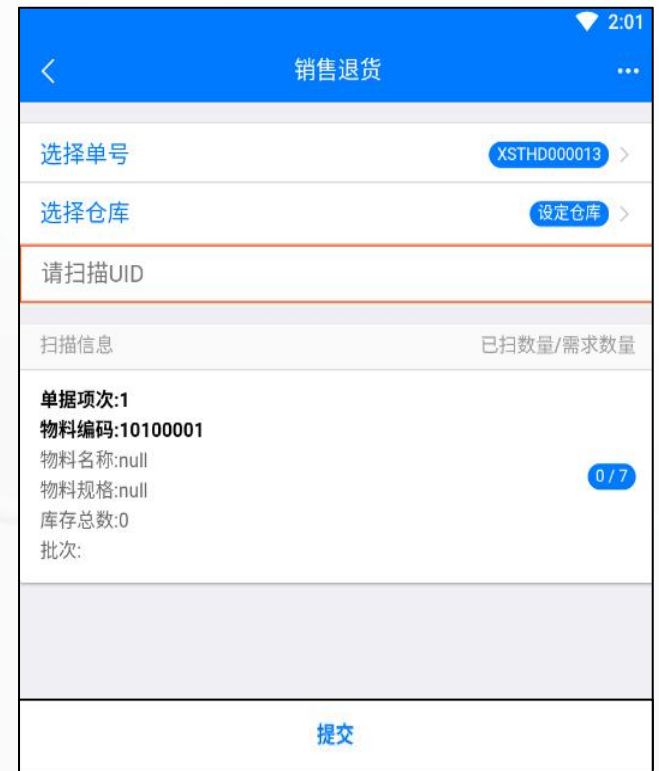 2:01
销售退货
选择单号 XSTHD000013
选择仓库 设定仓库
请扫描UID
扫描信息 已扫数量/需求数量
单据项次:1
物料编码:10100001
物料名称:null
物料规格:null
0/7
库存总数:0
批次:
提交